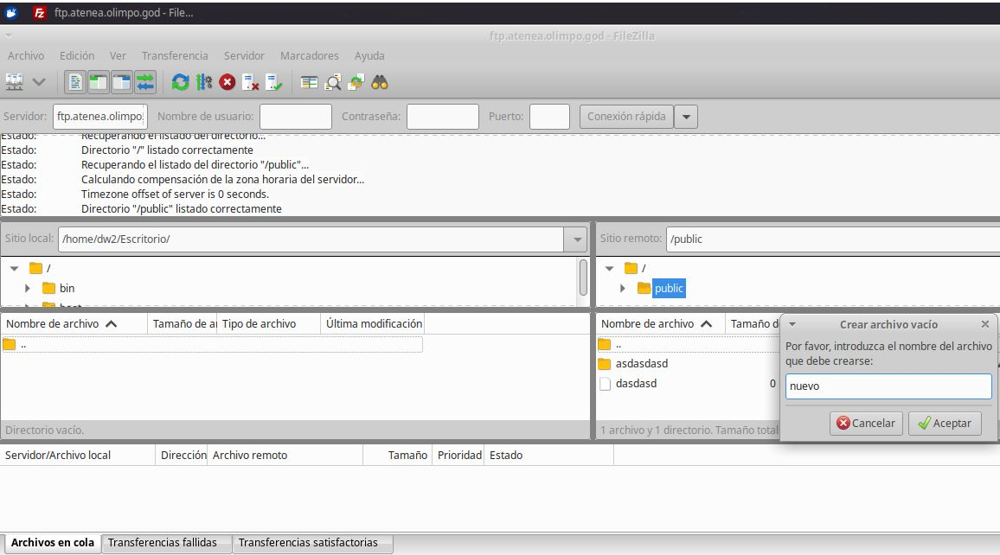 ftp.atenea.olimpo.god - File...
ftp.atenea.olimpo.god - FileZilla
Archivo Edición Ver Transferencia Servidor Marcadores Ayuda
Servidor: ftp.atenea.olimpo. Nombre de usuario: Contraseña: Puerto: Conexión rápida
Estado: Recuperando el listado del directorio...
Estado: Directorio "/" listado correctamente
Estado: Recuperando el listado del directorio "/public"...
Estado: Calculando compensación de la zona horaria del servidor...
Estado: Timezone offset of server is 0 seconds.
Estado: Directorio "/public" listado correctamente
Sitio local: /home/dw2/Escritorio/ Sitio remoto: /public
/ /
bin public
Nombre de archivo Tamaño de ar Tipo de archivo Última modificación Nombre de archivo Tamaño d
.. ..
asdasdasd
dasdasd 0
Directorio vacío. 1 archivo y 1 directorio. Tamaño total
Crear archivo vacío
Por favor, introduzca el nombre del archivo
que debe crearse:
nuevo
Cancelar Aceptar
Servidor/Archivo local Dirección Archivo remoto Tamaño Prioridad Estado
Archivos en cola Transferencias fallidas Transferencias satisfactorias